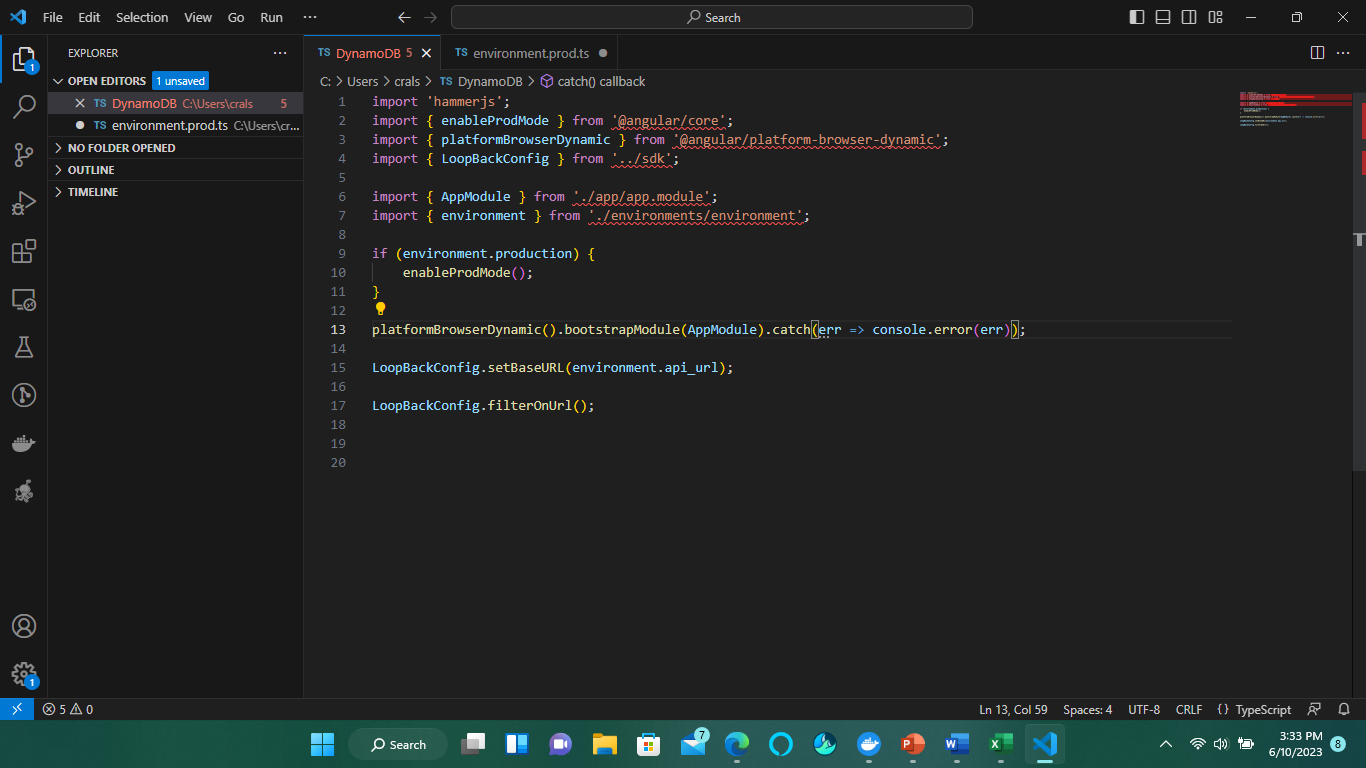 File Edit Selection View Go Run ···
Search
EXPLORER ···
OPEN EDITORS 1 unsaved
TS DynamoDB C:\Users\crals 5
TS environment.prod.ts C:\Users\cr...
NO FOLDER OPENED
OUTLINE
TIMELINE
1
1
TS DynamoDB 5
TS environment.prod.ts
C: > Users > crals > TS DynamoDB > catch() callback
1 import 'hammerjs';
2 import { enableProdMode } from '@angular/core';
3 import { platformBrowserDynamic } from '@angular/platform-browser-dynamic';
4 import { LoopBackConfig } from '../sdk';
5
6 import { AppModule } from './app/app.module';
7 import { environment } from './environments/environment';
8
9 if (environment.production) {
10 enableProdMode();
11 }
12
13 platformBrowserDynamic().bootstrapModule(AppModule).catch(err => console.error(err));
14
15 LoopBackConfig.setBaseURL(environment.api_url);
16
17 LoopBackConfig.filterOnUrl();
18
19
20
5 0
Ln 13, Col 59 Spaces: 4 UTF-8 CRLF {} TypeScript
Search
7
3:33 PM
6/10/2023
8